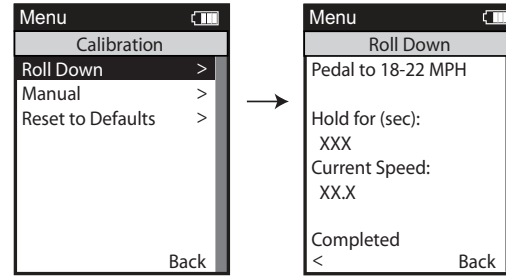 Menu
Calibration
Roll Down >
Manual >
Reset to Defaults >
Back
Menu
Roll Down
Pedal to 18-22 MPH
Hold for (sec):
XXX
Current Speed:
XX.X
Completed
< Back